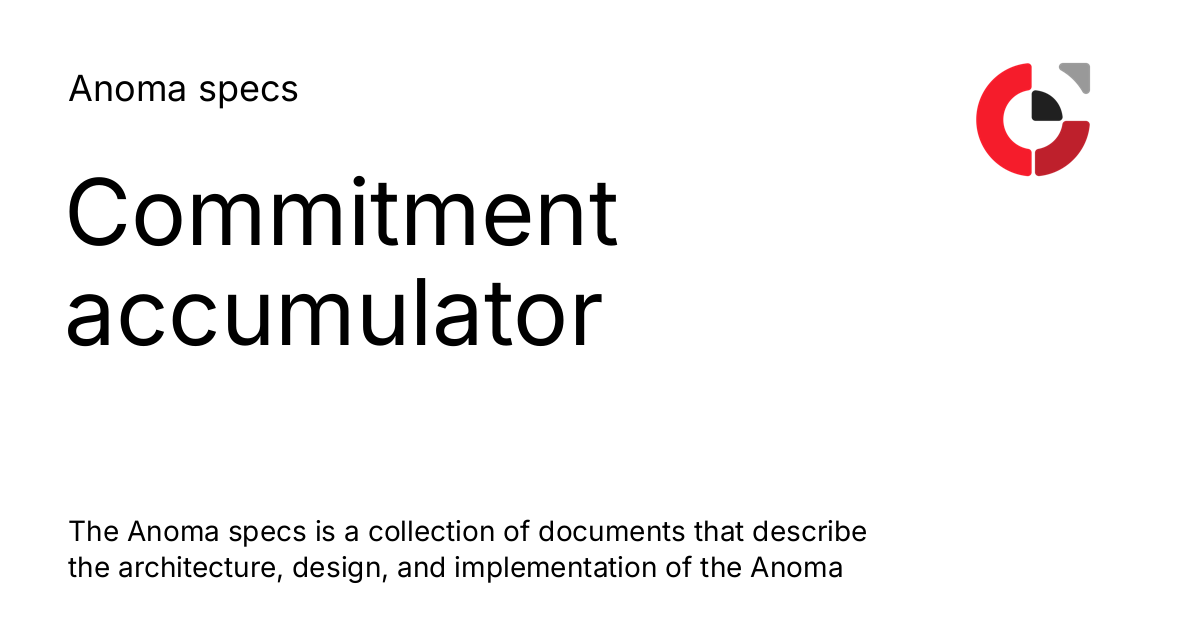 Anoma specs
Commitment
accumulator
The Anoma specs is a collection of documents that describe
the architecture, design, and implementation of the Anoma